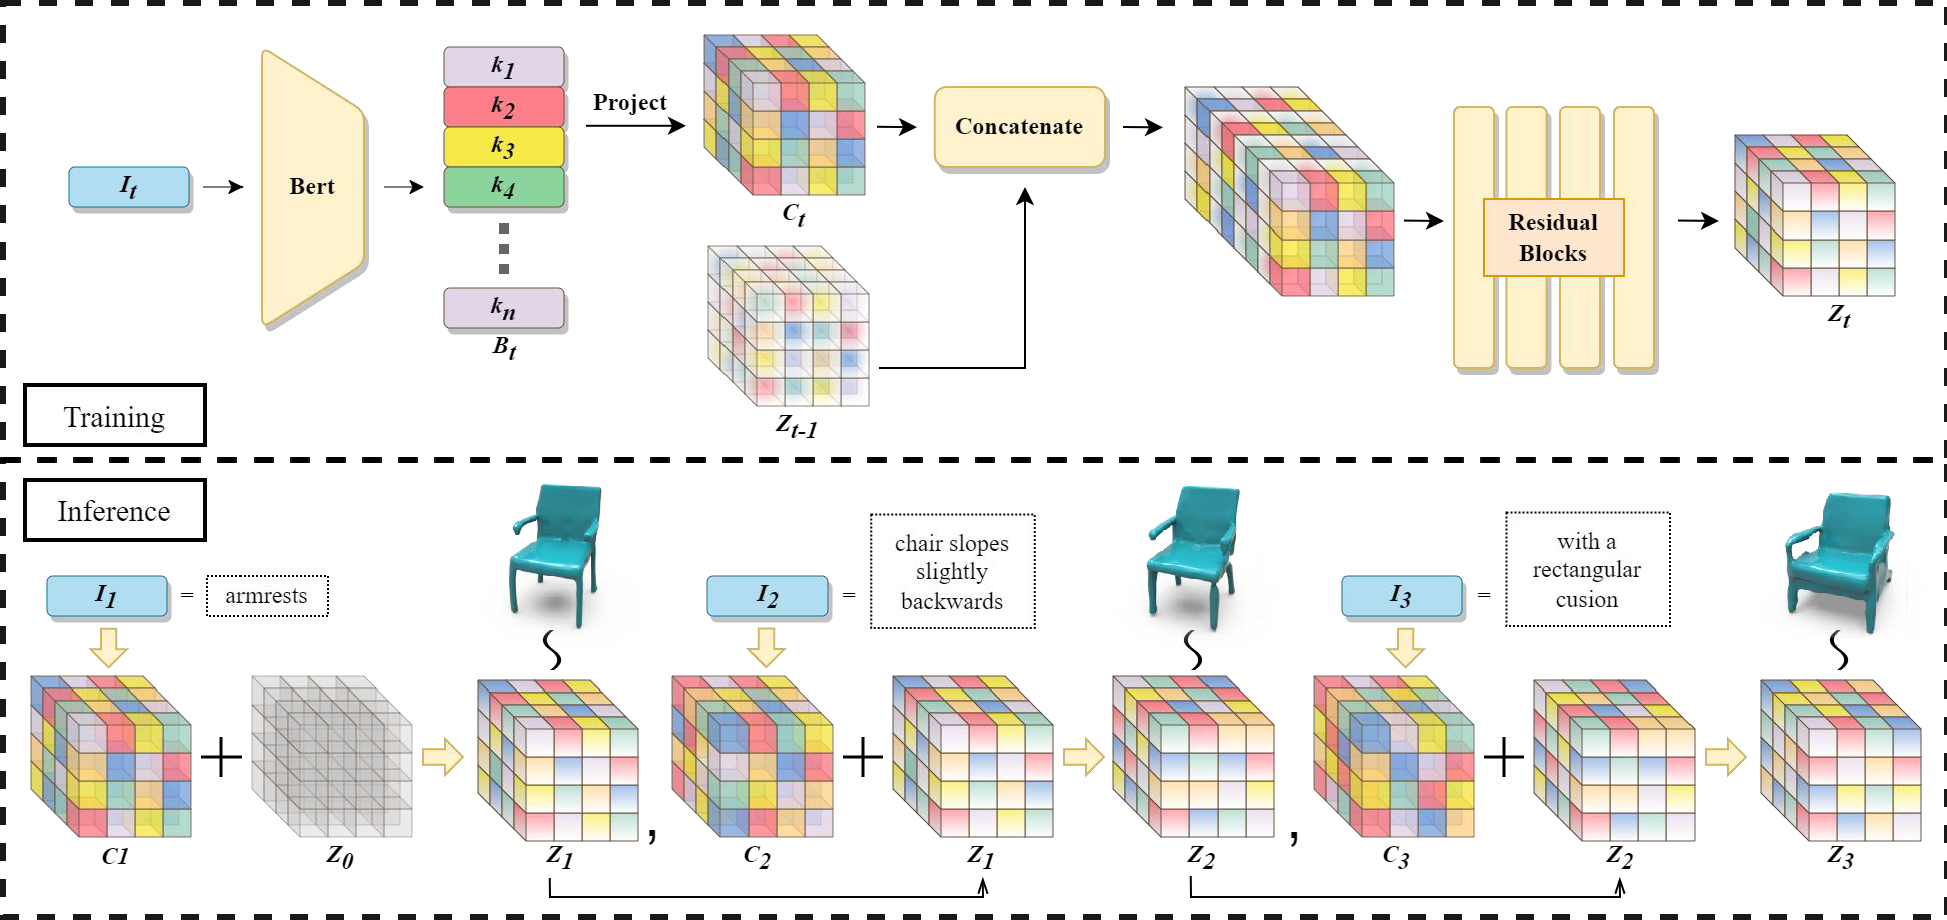 I_t
Bert
k_1
k_2
k_3
k_4
k_n
B_t
Project
C_t
Z_{t-1}
Concatenate
Residual
Blocks
Z_t
Training
Inference
I_1 = armrests
I_2 = chair slopes
slightly
backwards
I_3 = with a
rectangular
cusion
C1
+
Z_0
Z_1
,
C_2
+
Z_1
Z_2
,
C_3
+
Z_2
Z_3